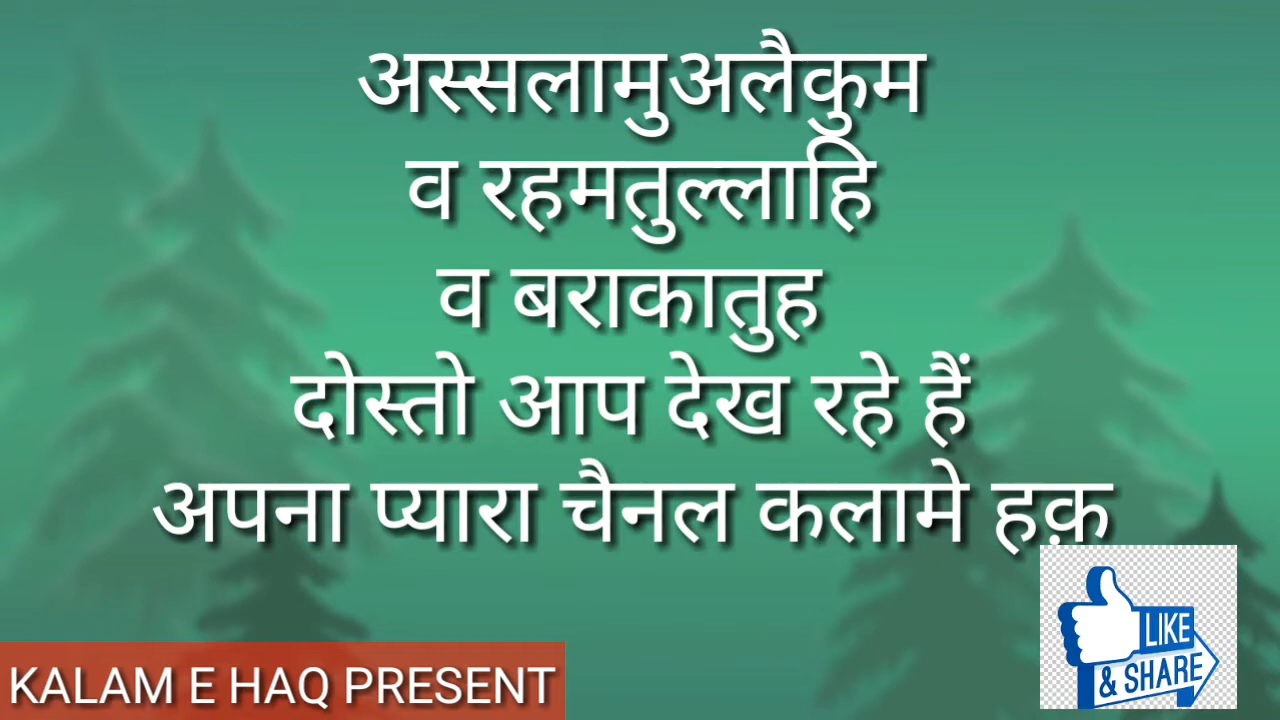 अस्सलामुअलैकुम
व रहमतुल्लाहि
व बराकातुह
दोस्तो आप देख रहे हैं
अपना प्यारा चैनल कलामे हक़
LIKE
& SHARE
KALAM E HAQ PRESENT